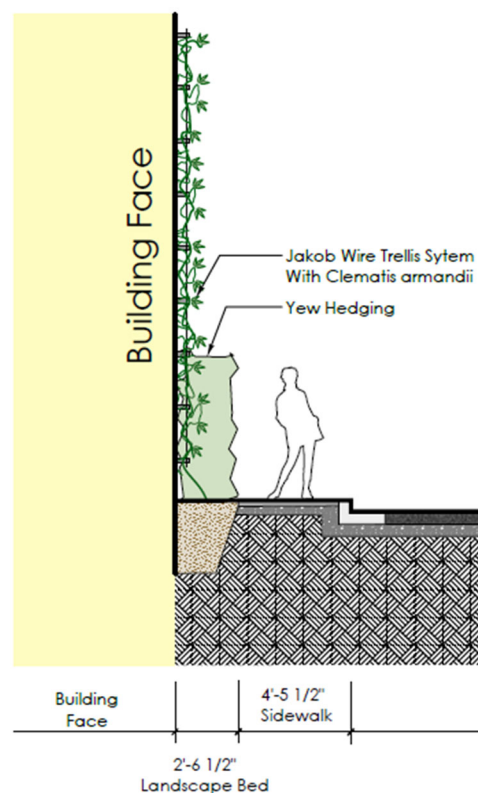 Building Face
Jakob Wire Trellis Sytem
With Clematis armandii
Yew Hedging
Building
Face
4'-5 1/2"
Sidewalk
2'-6 1/2"
Landscape Bed